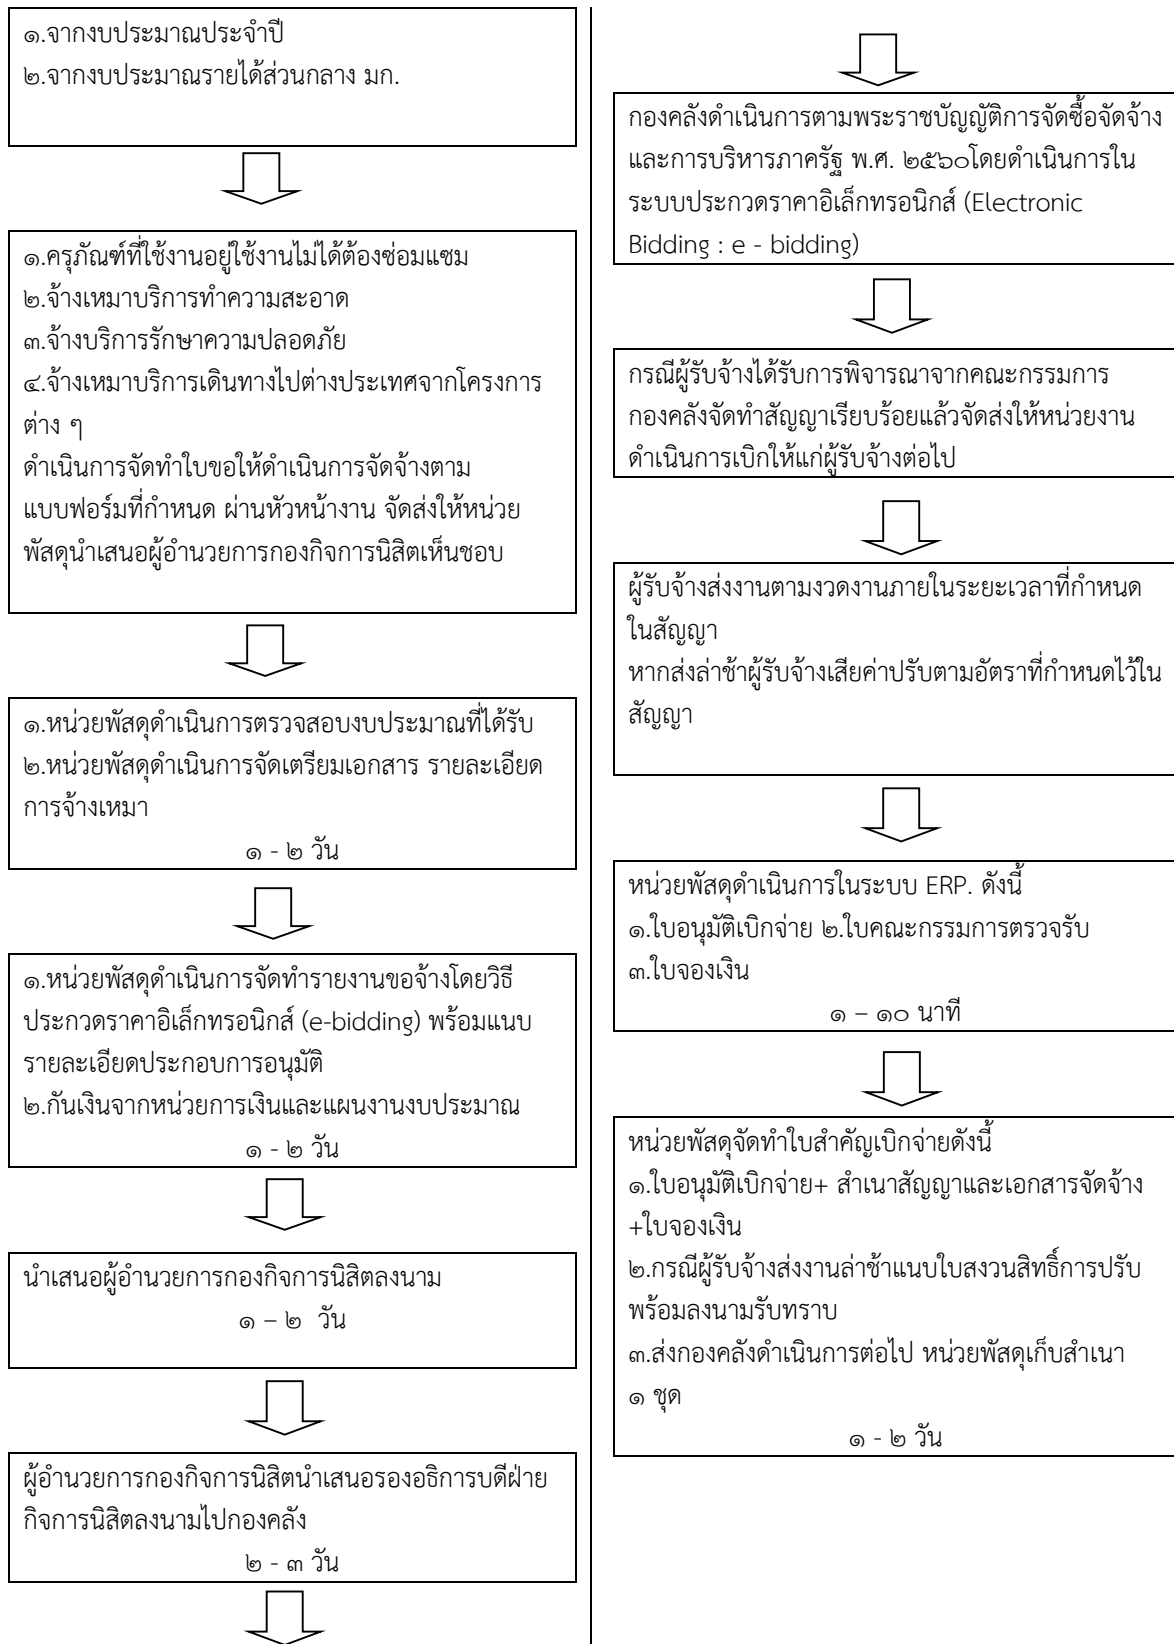 ๑.จากงบประมาณประจำปี
๒.จากงบประมาณรายได้ส่วนกลาง มก.
๑.ครุภัณฑ์ที่ใช้งานอยู่ใช้งานไม่ได้ต้องซ่อมแซม
๒.จ้างเหมาบริการทำความสะอาด
๓.จ้างบริการรักษาความปลอดภัย
๔.จ้างเหมาบริการเดินทางไปต่างประเทศจากโครงการ
ต่าง ๆ
ดำเนินการจัดทำใบขอให้ดำเนินการจัดจ้างตาม
แบบฟอร์มที่กำหนด ผ่านหัวหน้างาน จัดส่งให้หน่วย
พัสดุนำเสนอผู้อำนวยการกองกิจการนิสิตเห็นชอบ
๑.หน่วยพัสดุดำเนินการตรวจสอบงบประมาณที่ได้รับ
๒.หน่วยพัสดุดำเนินการจัดเตรียมเอกสาร รายละเอียด
การจ้างเหมา
๑ - ๒ วัน
๑.หน่วยพัสดุดำเนินการจัดทำรายงานขอจ้างโดยวิธี
ประกวดราคาอิเล็กทรอนิกส์ (e-bidding) พร้อมแนบ
รายละเอียดประกอบการอนุมัติ
๒.กันเงินจากหน่วยการเงินและแผนงานงบประมาณ
๑ - ๒ วัน
นำเสนอผู้อำนวยการกองกิจการนิสิตลงนาม
๑ – ๒ วัน
ผู้อำนวยการกองกิจการนิสิตนำเสนอรองอธิการบดีฝ่าย
กิจการนิสิตลงนามไปกองคลัง
๒ - ๓ วัน
กองคลังดำเนินการตามพระราชบัญญัติการจัดซื้อจัดจ้าง
และการบริหารภาครัฐ พ.ศ. ๒๕๖๐โดยดำเนินการใน
ระบบประกวดราคาอิเล็กทรอนิกส์ (Electronic
Bidding : e - bidding)
กรณีผู้รับจ้างได้รับการพิจารณาจากคณะกรรมการ
กองคลังจัดทำสัญญาเรียบร้อยแล้วจัดส่งให้หน่วยงาน
ดำเนินการเบิกให้แก่ผู้รับจ้างต่อไป
ผู้รับจ้างส่งงานตามงวดงานภายในระยะเวลาที่กำหนด
ในสัญญา
หากส่งล่าช้าผู้รับจ้างเสียค่าปรับตามอัตราที่กำหนดไว้ใน
สัญญา
หน่วยพัสดุดำเนินการในระบบ ERP. ดังนี้
๑.ใบอนุมัติเบิกจ่าย ๒.ใบคณะกรรมการตรวจรับ
๓.ใบจองเงิน
๑ – ๑๐ นาที
หน่วยพัสดุจัดทำใบสำคัญเบิกจ่ายดังนี้
๑.ใบอนุมัติเบิกจ่าย+ สำเนาสัญญาและเอกสารจัดจ้าง
+ใบจองเงิน
๒.กรณีผู้รับจ้างส่งงานล่าช้าแนบใบสงวนสิทธิ์การปรับ
พร้อมลงนามรับทราบ
๓.ส่งกองคลังดำเนินการต่อไป หน่วยพัสดุเก็บสำเนา
๑ ชุด
๑ - ๒ วัน